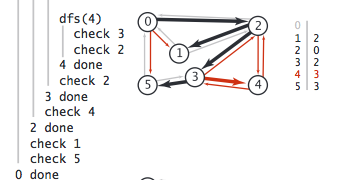 dfs(4)
check 3
check 2
4 done
check 2
3 done
check 4
2 done
check 1
check 5
0 done
0
2
1
3
5
4
0
1 2
2 0
3 2
4 3
5 3